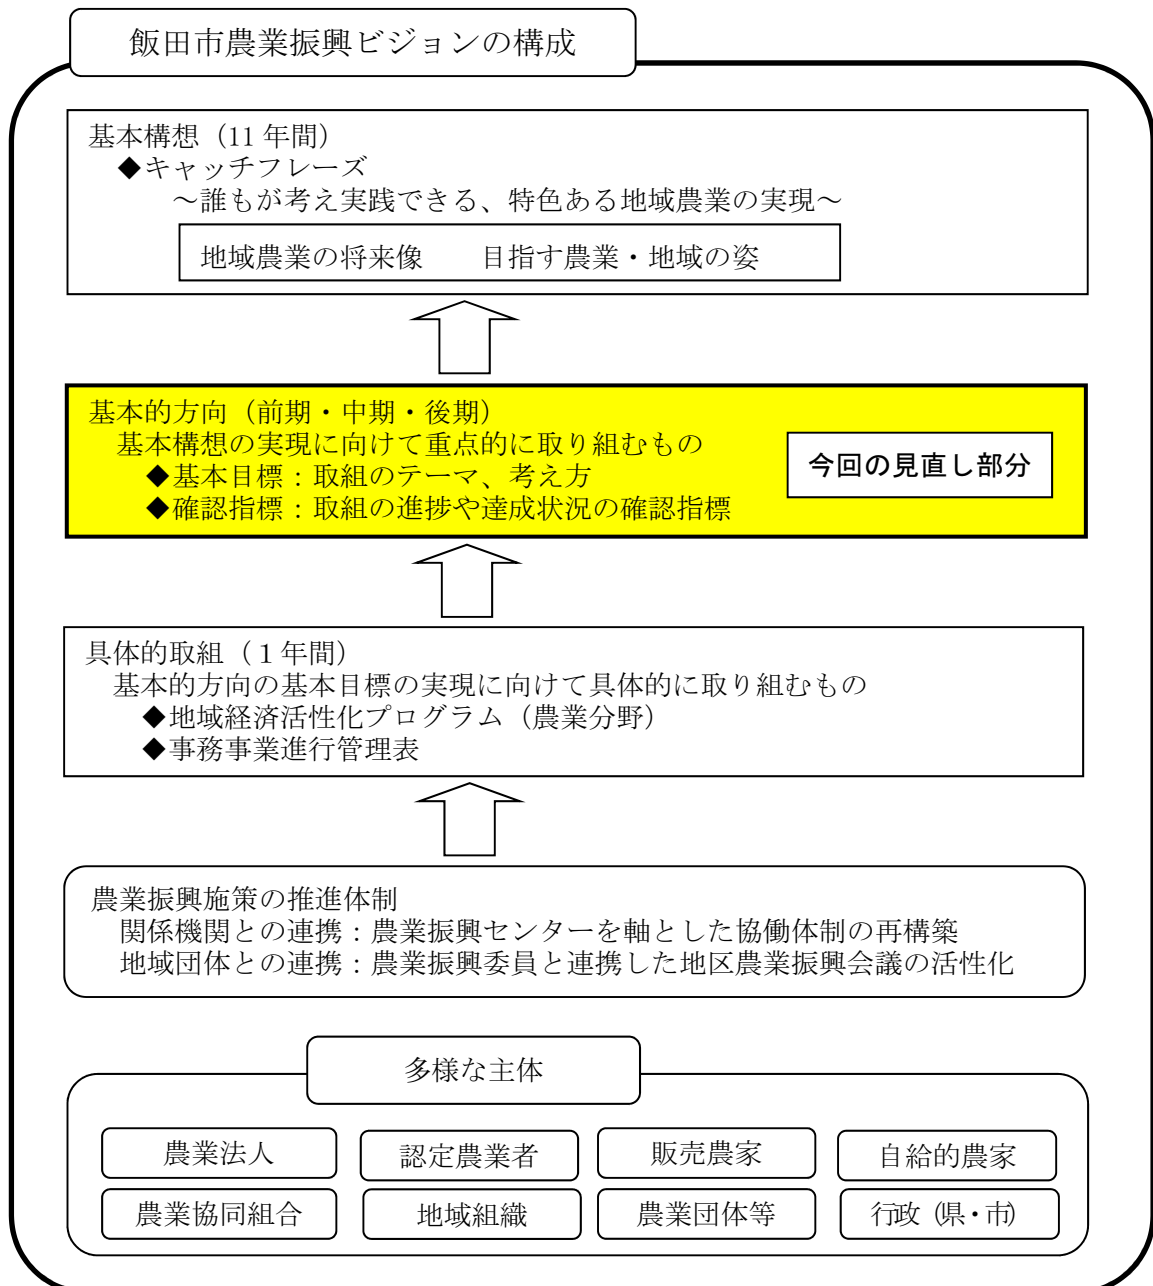 飯田市農業振興ビジョンの構成
基本構想（11 年間）
◆キャッチフレーズ
～誰もが考え実践できる、特色ある地域農業の実現～
地域農業の将来像　　目指す農業・地域の姿
基本的方向（前期・中期・後期）
基本構想の実現に向けて重点的に取り組むもの
◆基本目標：取組のテーマ、考え方
◆確認指標：取組の進捗や達成状況の確認指標
今回の見直し部分
具体的取組（１年間）
基本的方向の基本目標の実現に向けて具体的に取り組むもの
◆地域経済活性化プログラム（農業分野）
◆事務事業進行管理表
農業振興施策の推進体制
関係機関との連携：農業振興センターを軸とした協働体制の再構築
地域団体との連携：農業振興委員と連携した地区農業振興会議の活性化
多様な主体
農業法人　認定農業者　販売農家　自給的農家
農業協同組合　地域組織　農業団体等　行政（県・市）